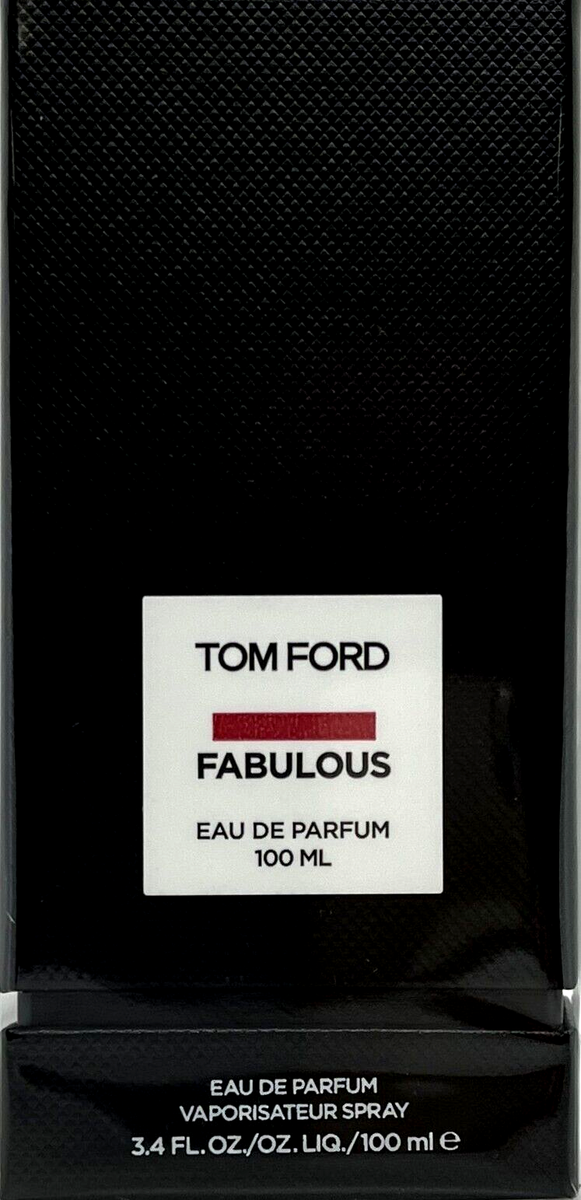 TOM FORD
FABULOUS
EAU DE PARFUM
100 ML
EAU DE PARFUM
VAPORISATEUR SPRAY
3.4 FL.OZ./OZ. LIQ./100 ml ℮